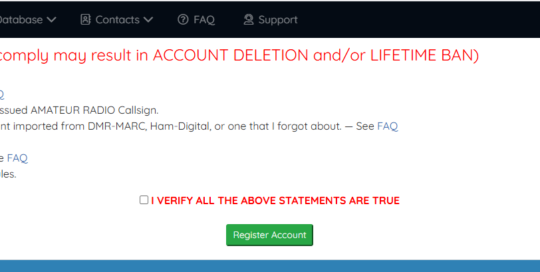 Database Contacts FAQ Support
comply may result in ACCOUNT DELETION and/or LIFETIME BAN)
Q
ssued AMATEUR RADIO Callsign.
nt imported from DMR-MARC, Ham-Digital, or one that I forgot about. — See FAQ
e FAQ
les.
I VERIFY ALL THE ABOVE STATEMENTS ARE TRUE
Register Account